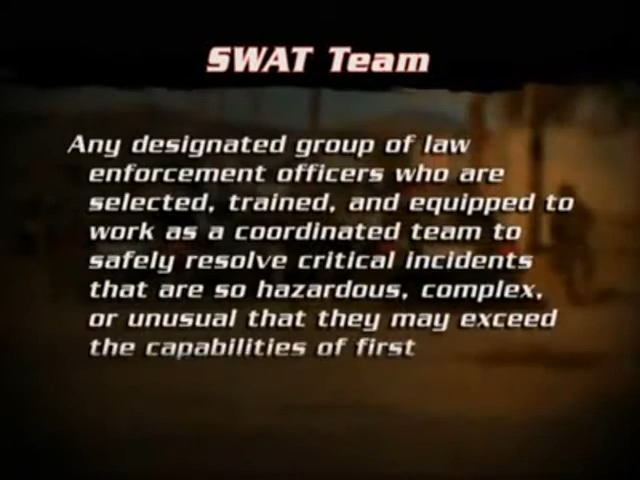 SWAT Team
Any designated group of law
enforcement officers who are
selected, trained, and equipped to
work as a coordinated team to
safely resolve critical incidents
that are so hazardous, complex,
or unusual that they may exceed
the capabilities of first